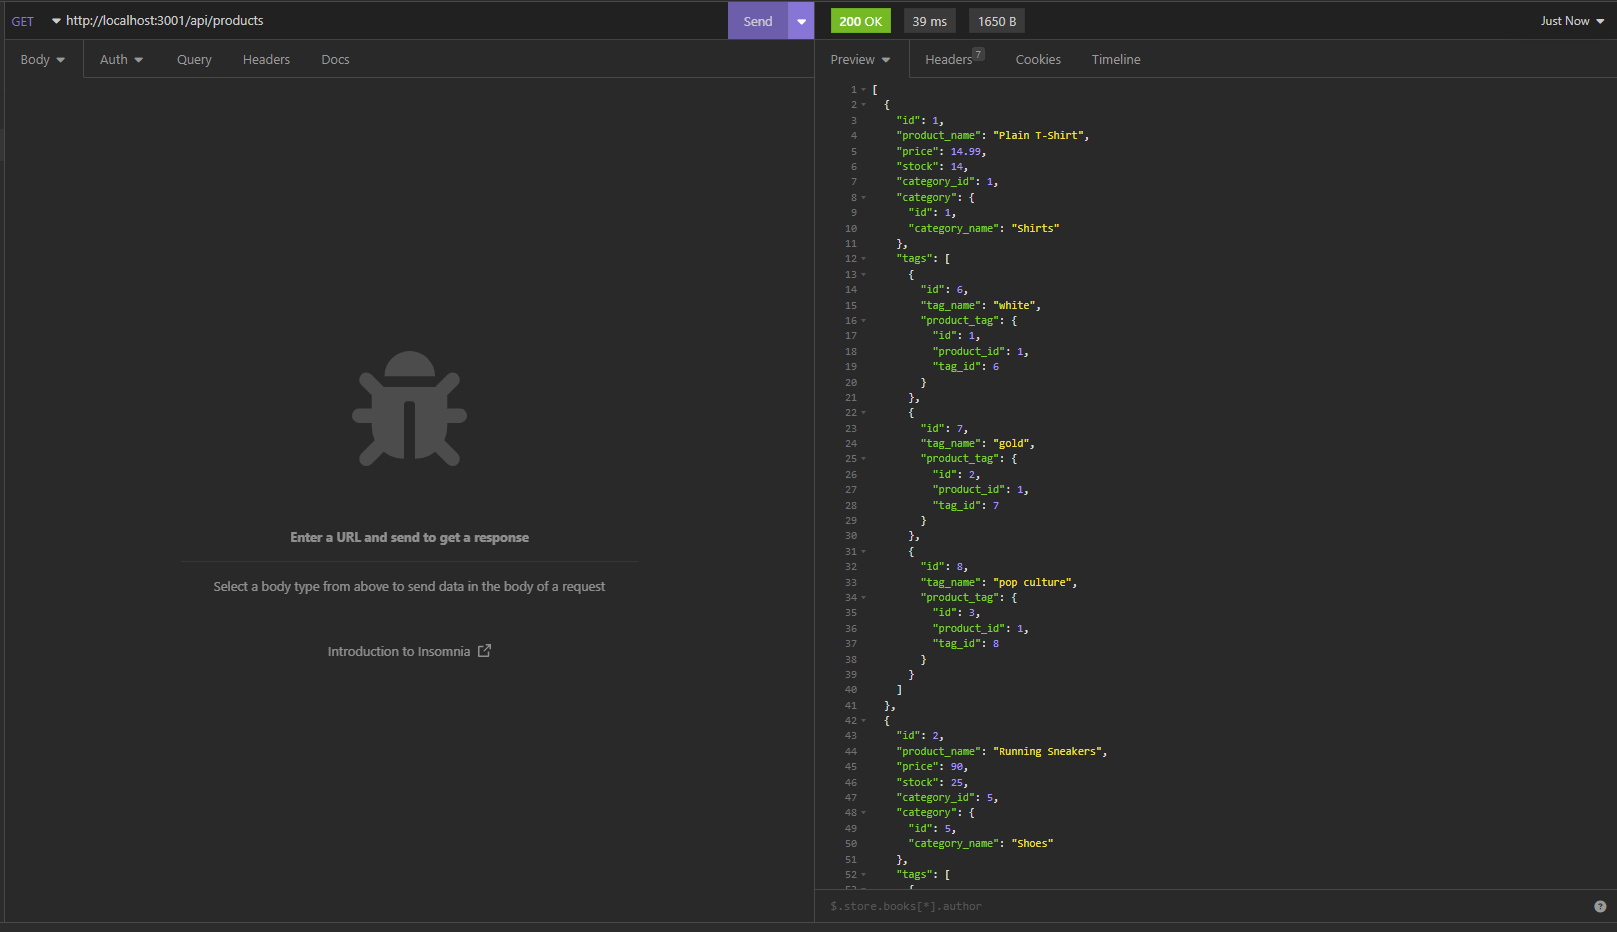 GET http://localhost:3001/api/products Send 200 OK 39 ms 1650 B Just Now
Body Auth Query Headers Docs
Preview Headers 7 Cookies Timeline
Enter a URL and send to get a response
Select a body type from above to send data in the body of a request
Introduction to Insomnia
1 [
2 {
3 "id": 1,
4 "product_name": "Plain T-Shirt",
5 "price": 14.99,
6 "stock": 14,
7 "category_id": 1,
8 "category": {
9 "id": 1,
10 "category_name": "Shirts"
11 },
12 "tags": [
13 {
14 "id": 6,
15 "tag_name": "white",
16 "product_tag": {
17 "id": 1,
18 "product_id": 1,
19 "tag_id": 6
20 }
21 },
22 {
23 "id": 7,
24 "tag_name": "gold",
25 "product_tag": {
26 "id": 2,
27 "product_id": 1,
28 "tag_id": 7
29 }
30 },
31 {
32 "id": 8,
33 "tag_name": "pop culture",
34 "product_tag": {
35 "id": 3,
36 "product_id": 1,
37 "tag_id": 8
38 }
39 }
40 ]
41 },
42 {
43 "id": 2,
44 "product_name": "Running Sneakers",
45 "price": 90,
46 "stock": 25,
47 "category_id": 5,
48 "category": {
49 "id": 5,
50 "category_name": "Shoes"
51 },
52 "tags": [
53 {
$.store.books[*].author